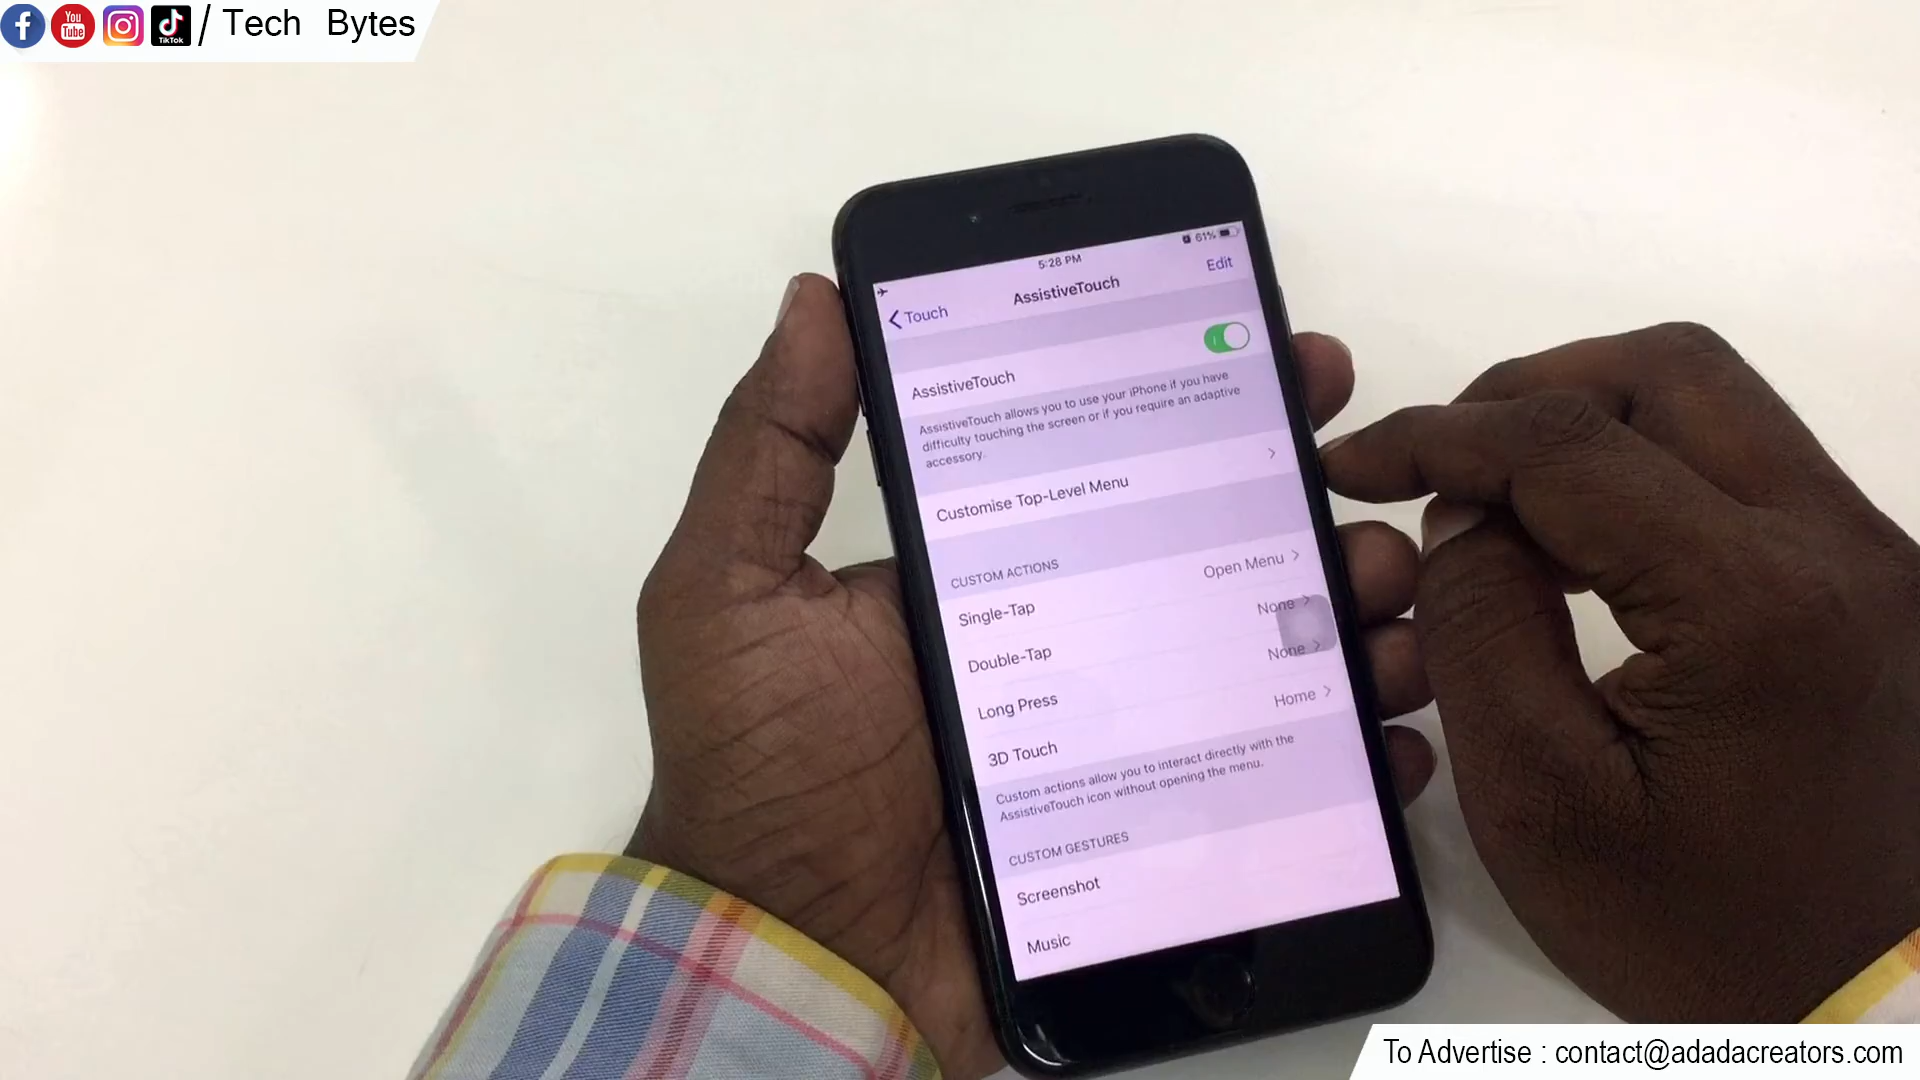 You
Tube
TikTok
/ Tech Bytes
61%
5:28 PM
Touch
AssistiveTouch
Edit
AssistiveTouch
AssistiveTouch allows you to use your iPhone if you have
difficulty touching the screen or if you require an adaptive
accessory.
Customise Top-Level Menu
CUSTOM ACTIONS
Single-Tap
Open Menu
Double-Tap
None
Long Press
None
3D Touch
Home
Custom actions allow you to interact directly with the
AssistiveTouch icon without opening the menu.
CUSTOM GESTURES
Screenshot
Music
To Advertise : contact@adadacreators.com